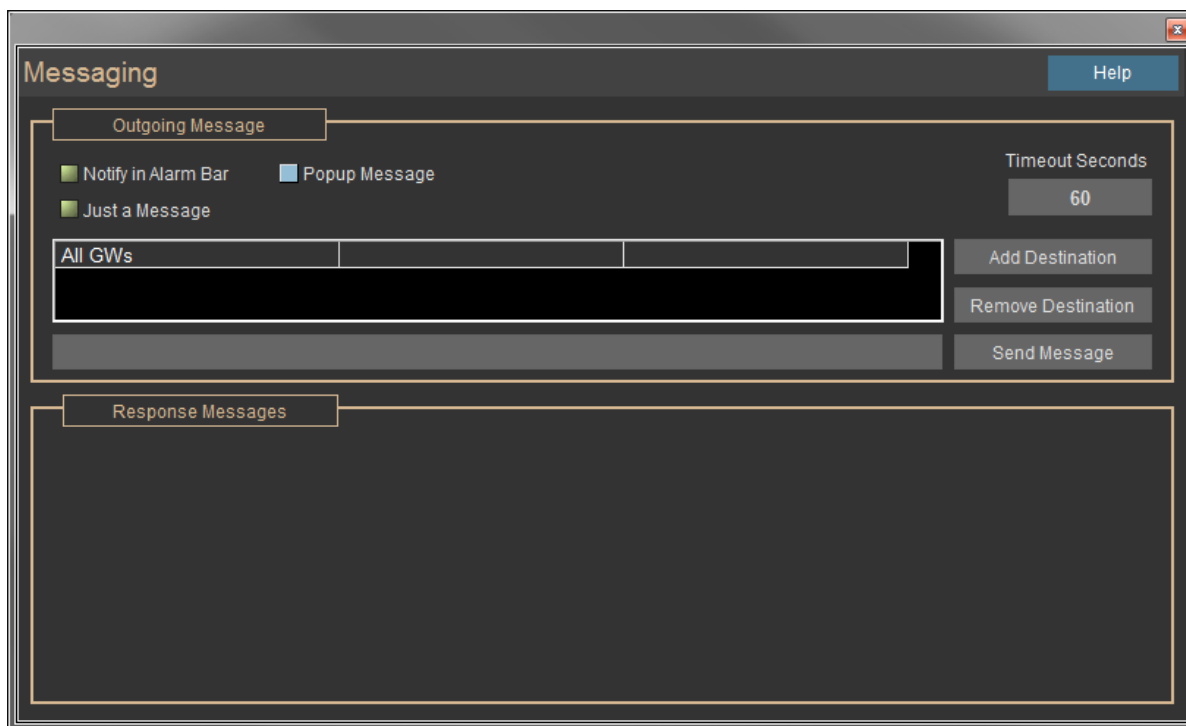 Messaging
Help
Outgoing Message
Notify in Alarm Bar
Popup Message
Timeout Seconds
Just a Message
60
All GWs
Add Destination
Remove Destination
Send Message
Response Messages